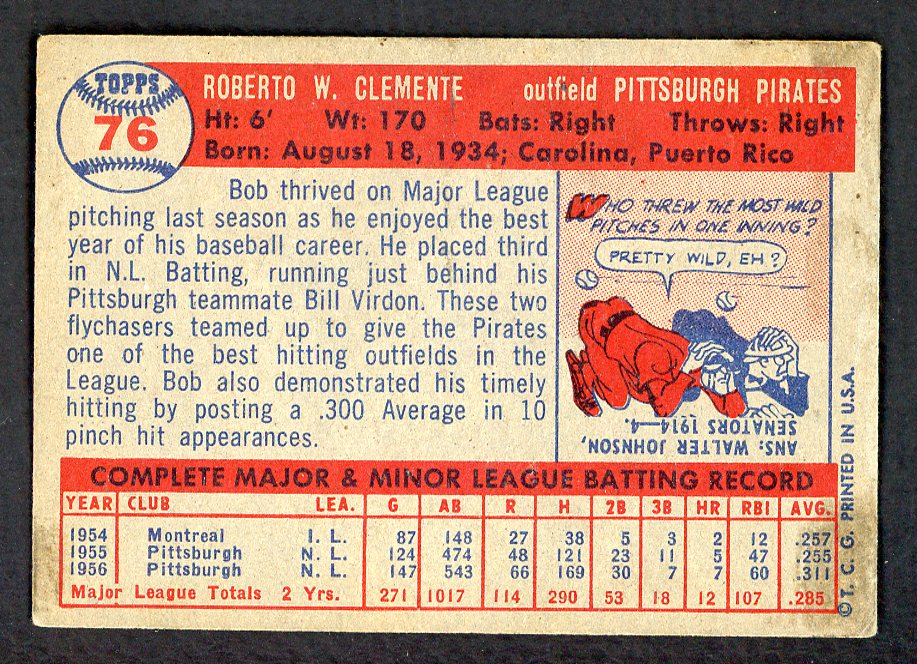 TOPPS
76
ROBERTO W. CLEMENTE outfield PITTSBURGH PIRATES
Ht: 6' Wt: 170 Bats: Right Throws: Right
Born: August 18, 1934; Carolina, Puerto Rico
Bob thrived on Major League
pitching last season as he enjoyed the best
year of his baseball career. He placed third
in N.L. Batting, running just behind his
Pittsburgh teammate Bill Virdon. These two
flychasers teamed up to give the Pirates
one of the best hitting outfields in the
League. Bob also demonstrated his timely
hitting by posting a .300 Average in 10
pinch hit appearances.
WHO THREW THE MOST WILD
PITCHES IN ONE INNING?
PRETTY WILD, EH?
ANS: WALTER JOHNSON,
SENATORS 1914—4.
COMPLETE MAJOR & MINOR LEAGUE BATTING RECORD
YEAR CLUB LEA. G AB R H 2B 3B HR RBI AVG.
1954 Montreal I. L. 87 148 27 38 5 3 2 12 .257
1955 Pittsburgh N. L. 124 474 48 121 23 11 5 47 .255
1956 Pittsburgh N. L. 147 543 66 169 30 7 7 60 .311
Major League Totals 2 Yrs. 271 1017 114 290 53 18 12 107 .285
© T. C. G. PRINTED IN U.S.A.